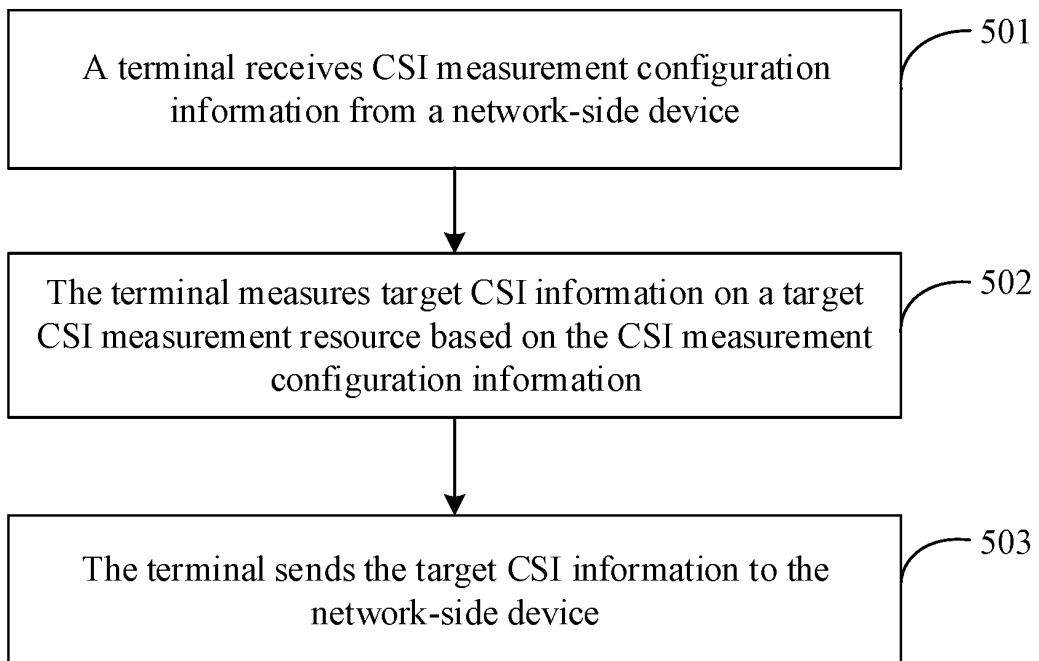 A terminal receives CSI measurement configuration
information from a network-side device
501
The terminal measures target CSI information on a target
CSI measurement resource based on the CSI measurement
configuration information
502
The terminal sends the target CSI information to the
network-side device
503